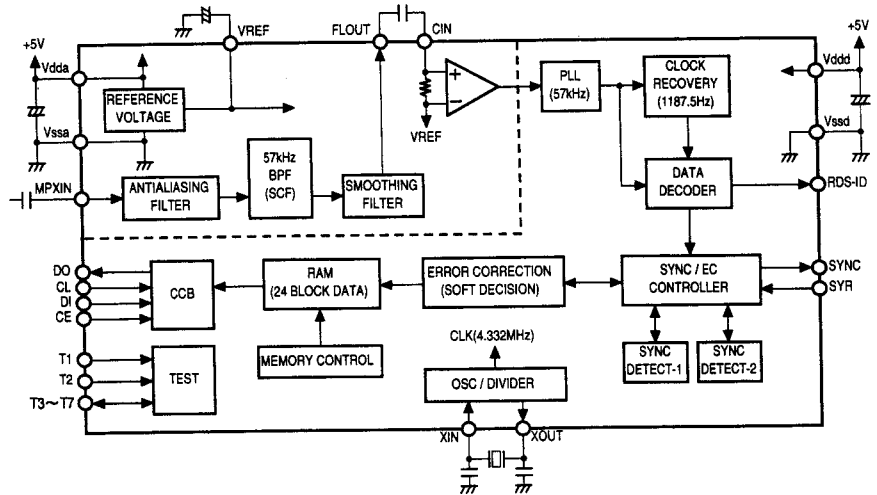 VREF
FLOUT
CIN
+5V
+5V
Vdda
REFERENCE
VOLTAGE
Vssa
MPXIN
ANTIALIASING
FILTER
57kHz
BPF
(SCF)
SMOOTHING
FILTER
+
−
VREF
PLL
(57kHz)
CLOCK
RECOVERY
(1187.5Hz)
Vddd
Vssd
DATA
DECODER
RDS-ID
DO
CL
DI
CE
CCB
RAM
(24 BLOCK DATA)
ERROR CORRECTION
(SOFT DECISION)
SYNC / EC
CONTROLLER
SYNC
SYR
MEMORY CONTROL
CLK(4.332MHz)
SYNC
DETECT-1
SYNC
DETECT-2
T1
T2
T3~T7
TEST
OSC / DIVIDER
XIN
XOUT